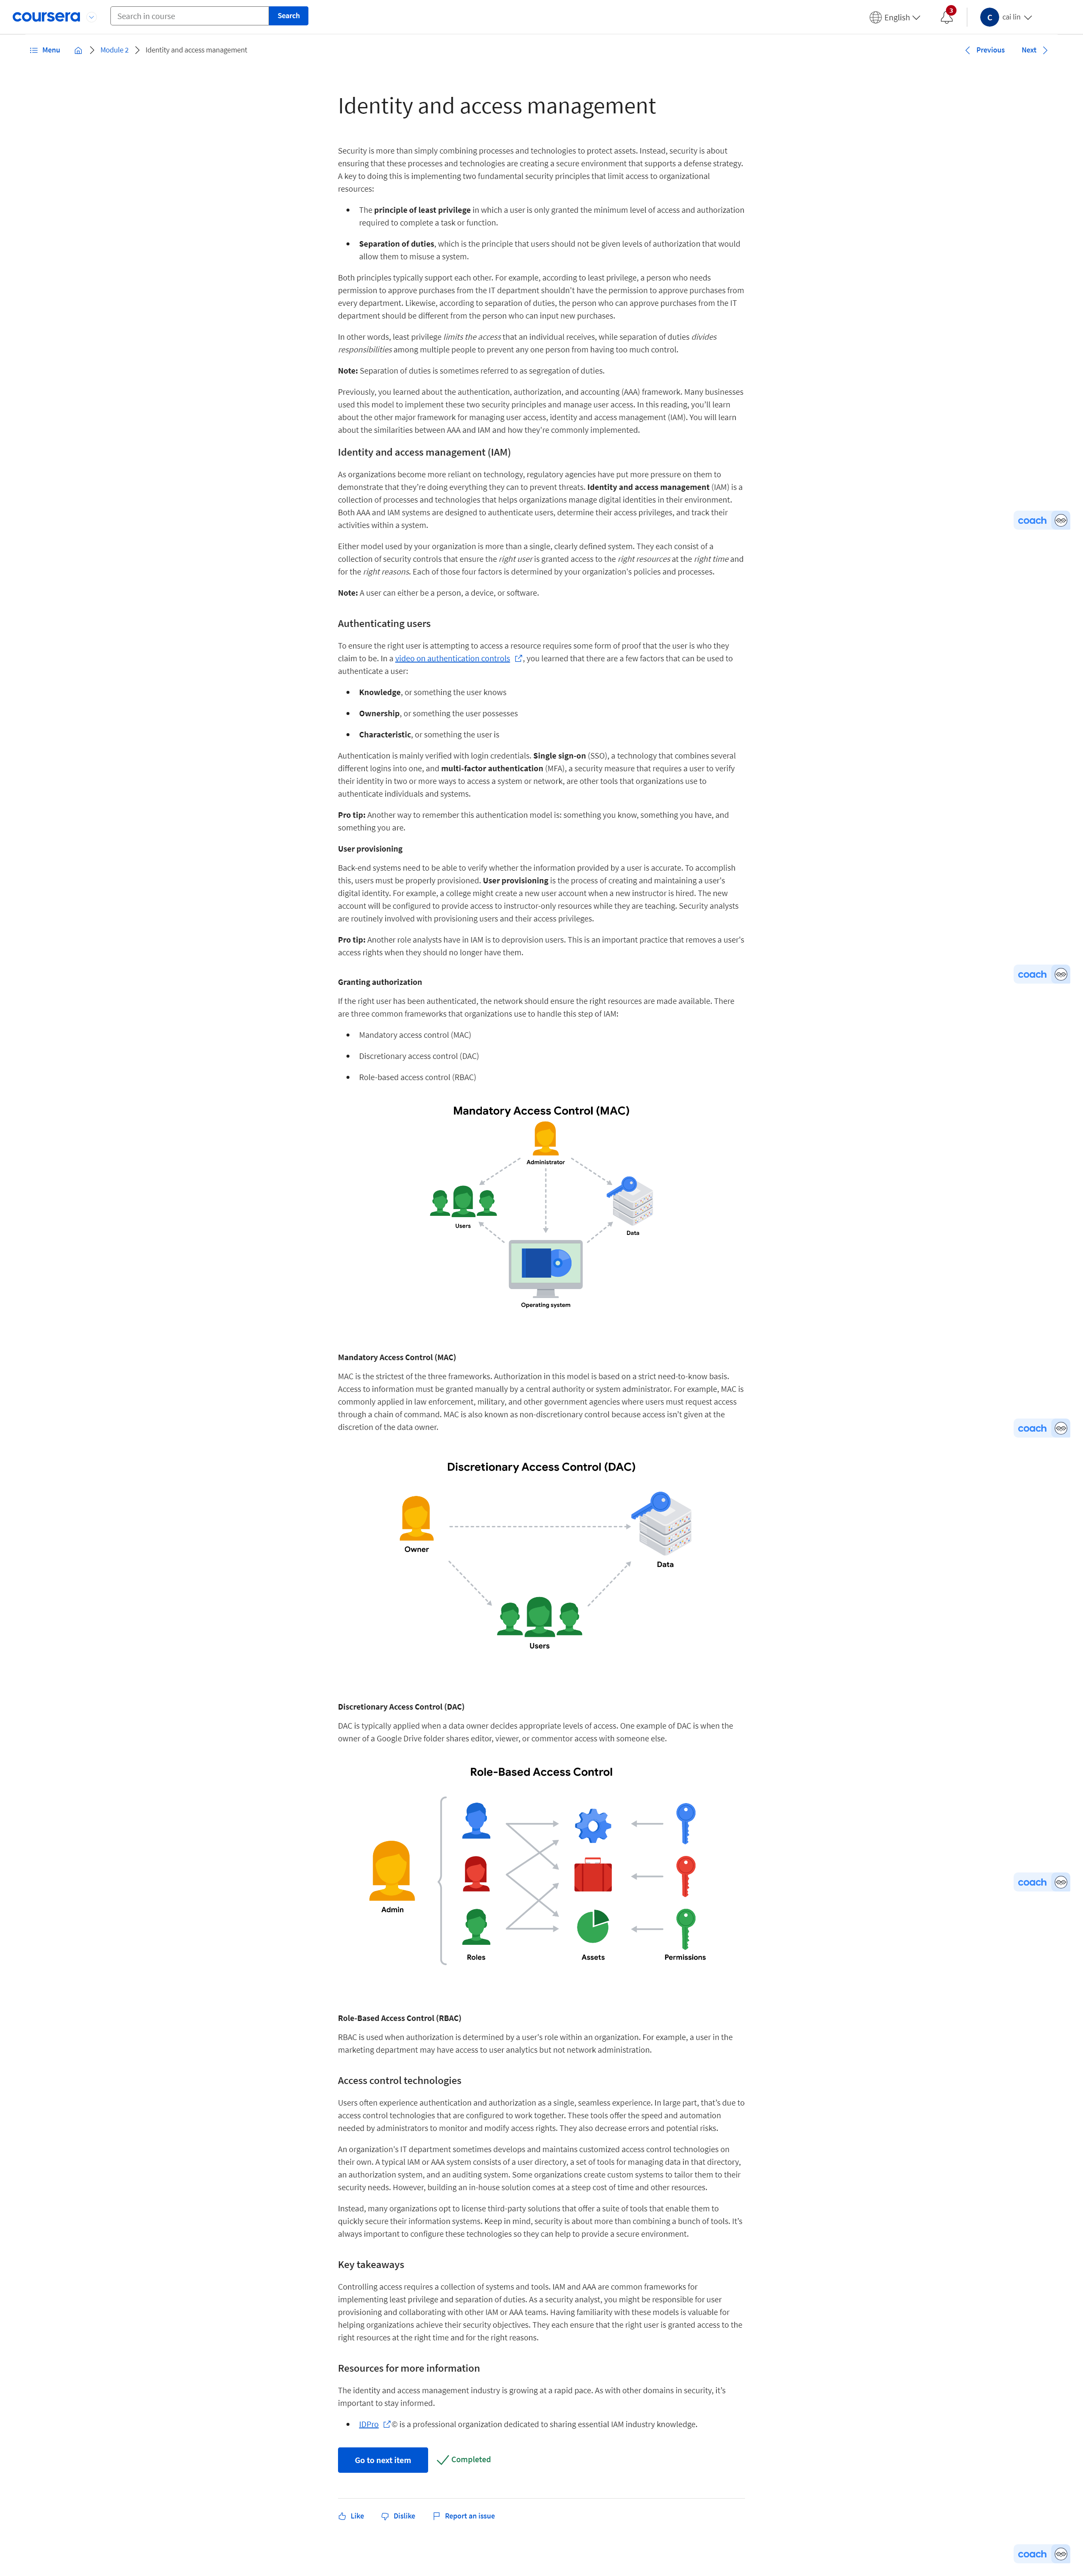 coursera
Search in course
Search
English
3
C
cai lin
Menu
Module 2
Identity and access management
Previous
Next
Identity and access management
Security is more than simply combining processes and technologies to protect assets. Instead, security is about
ensuring that these processes and technologies are creating a secure environment that supports a defense strategy.
A key to doing this is implementing two fundamental security principles that limit access to organizational
resources:
• The principle of least privilege in which a user is only granted the minimum level of access and authorization
required to complete a task or function.
• Separation of duties, which is the principle that users should not be given levels of authorization that would
allow them to misuse a system.
Both principles typically support each other. For example, according to least privilege, a person who needs
permission to approve purchases from the IT department shouldn't have the permission to approve purchases from
every department. Likewise, according to separation of duties, the person who can approve purchases from the IT
department should be different from the person who can input new purchases.
In other words, least privilege limits the access that an individual receives, while separation of duties divides
responsibilities among multiple people to prevent any one person from having too much control.
Note: Separation of duties is sometimes referred to as segregation of duties.
Previously, you learned about the authentication, authorization, and accounting (AAA) framework. Many businesses
used this model to implement these two security principles and manage user access. In this reading, you'll learn
about the other major framework for managing user access, identity and access management (IAM). You will learn
about the similarities between AAA and IAM and how they're commonly implemented.
Identity and access management (IAM)
As organizations become more reliant on technology, regulatory agencies have put more pressure on them to
demonstrate that they're doing everything they can to prevent threats. Identity and access management (IAM) is a
collection of processes and technologies that helps organizations manage digital identities in their environment.
Both AAA and IAM systems are designed to authenticate users, determine their access privileges, and track their
activities within a system.
coach
Either model used by your organization is more than a single, clearly defined system. They each consist of a
collection of security controls that ensure the right user is granted access to the right resources at the right time and
for the right reasons. Each of those four factors is determined by your organization's policies and processes.
Note: A user can either be a person, a device, or software.
Authenticating users
To ensure the right user is attempting to access a resource requires some form of proof that the user is who they
claim to be. In a video on authentication controls , you learned that there are a few factors that can be used to
authenticate a user:
• Knowledge, or something the user knows
• Ownership, or something the user possesses
• Characteristic, or something the user is
Authentication is mainly verified with login credentials. Single sign-on (SSO), a technology that combines several
different logins into one, and multi-factor authentication (MFA), a security measure that requires a user to verify
their identity in two or more ways to access a system or network, are other tools that organizations use to
authenticate individuals and systems.
Pro tip: Another way to remember this authentication model is: something you know, something you have, and
something you are.
User provisioning
Back-end systems need to be able to verify whether the information provided by a user is accurate. To accomplish
this, users must be properly provisioned. User provisioning is the process of creating and maintaining a user's
digital identity. For example, a college might create a new user account when a new instructor is hired. The new
account will be configured to provide access to instructor-only resources while they are teaching. Security analysts
are routinely involved with provisioning users and their access privileges.
Pro tip: Another role analysts have in IAM is to deprovision users. This is an important practice that removes a user's
access rights when they should no longer have them.
coach
Granting authorization
If the right user has been authenticated, the network should ensure the right resources are made available. There
are three common frameworks that organizations use to handle this step of IAM:
• Mandatory access control (MAC)
• Discretionary access control (DAC)
• Role-based access control (RBAC)
Mandatory Access Control (MAC)
Administrator
Users
Data
Operating system
Mandatory Access Control (MAC)
MAC is the strictest of the three frameworks. Authorization in this model is based on a strict need-to-know basis.
Access to information must be granted manually by a central authority or system administrator. For example, MAC is
commonly applied in law enforcement, military, and other government agencies where users must request access
through a chain of command. MAC is also known as non-discretionary control because access isn't given at the
discretion of the data owner.
coach
Discretionary Access Control (DAC)
Owner
Data
Users
Discretionary Access Control (DAC)
DAC is typically applied when a data owner decides appropriate levels of access. One example of DAC is when the
owner of a Google Drive folder shares editor, viewer, or commentor access with someone else.
Role-Based Access Control
Admin
Roles
Assets
Permissions
coach
Role-Based Access Control (RBAC)
RBAC is used when authorization is determined by a user's role within an organization. For example, a user in the
marketing department may have access to user analytics but not network administration.
Access control technologies
Users often experience authentication and authorization as a single, seamless experience. In large part, that's due to
access control technologies that are configured to work together. These tools offer the speed and automation
needed by administrators to monitor and modify access rights. They also decrease errors and potential risks.
An organization's IT department sometimes develops and maintains customized access control technologies on
their own. A typical IAM or AAA system consists of a user directory, a set of tools for managing data in that directory,
an authorization system, and an auditing system. Some organizations create custom systems to tailor them to their
security needs. However, building an in-house solution comes at a steep cost of time and other resources.
Instead, many organizations opt to license third-party solutions that offer a suite of tools that enable them to
quickly secure their information systems. Keep in mind, security is about more than combining a bunch of tools. It's
always important to configure these technologies so they can help to provide a secure environment.
Key takeaways
Controlling access requires a collection of systems and tools. IAM and AAA are common frameworks for
implementing least privilege and separation of duties. As a security analyst, you might be responsible for user
provisioning and collaborating with other IAM or AAA teams. Having familiarity with these models is valuable for
helping organizations achieve their security objectives. They each ensure that the right user is granted access to the
right resources at the right time and for the right reasons.
Resources for more information
The identity and access management industry is growing at a rapid pace. As with other domains in security, it's
important to stay informed.
• IDPro © is a professional organization dedicated to sharing essential IAM industry knowledge.
Go to next item
Completed
Like
Dislike
Report an issue
coach